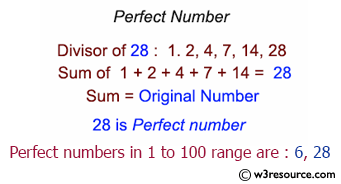 Perfect Number
Divisor of 28 : 1. 2, 4, 7, 14, 28
Sum of 1 + 2 + 4 + 7 + 14 = 28
Sum = Original Number
28 is Perfect number
Perfect numbers in 1 to 100 range are : 6, 28
© w3resource.com